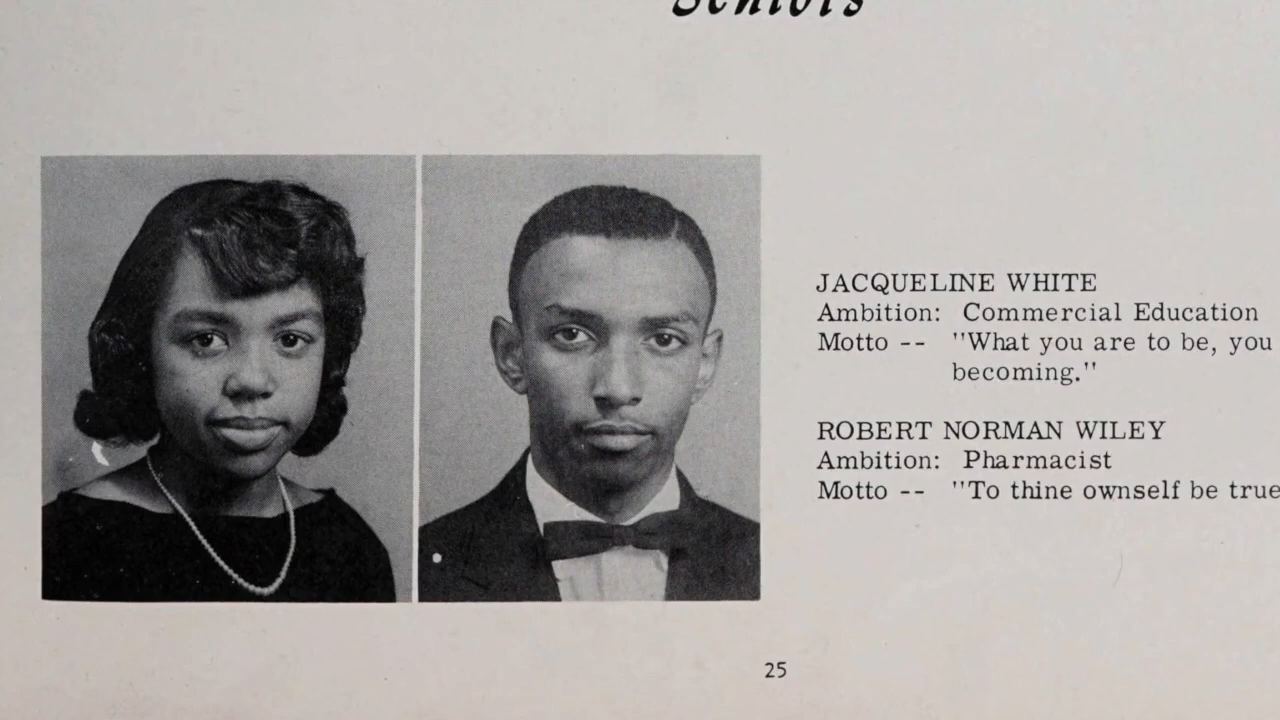 Seniors
JACQUELINE WHITE
Ambition: Commercial Education
Motto -- "What you are to be, you
becoming."
ROBERT NORMAN WILEY
Ambition: Pharmacist
Motto -- "To thine ownself be true
25